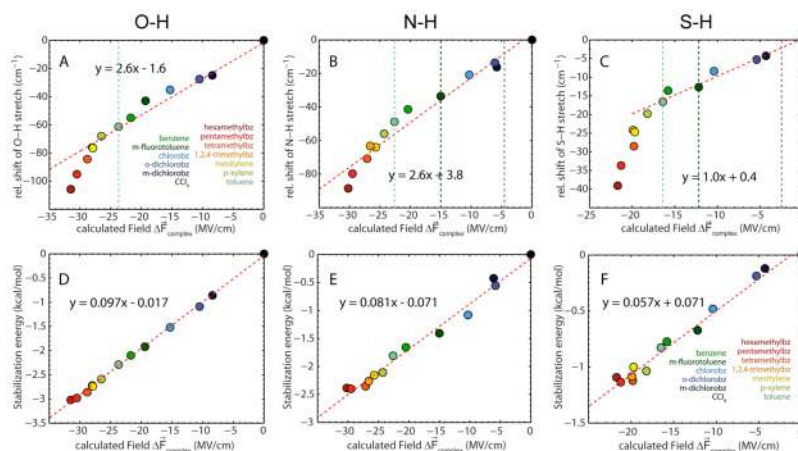 O-H
N-H
S-H
A
y = 2.6x - 1.6
rel. shift of O–H stretch (cm⁻¹)
0
−20
−40
−60
−80
−100
hexamethylbz
pentamethylbz
benzene
tetramethylbz
m-fluorotoluene
1,2,4-trimethylbz
chlorobz
mesitylene
o-dichlorobz
p-xylene
m-dichlorobz
toluene
CCl₄
−35 −30 −25 −20 −15 −10 −5 0
calculated Field ΔF complex (MV/cm)
B
y = 2.6x + 3.8
rel. shift of N–H stretch (cm⁻¹)
0
−20
−40
−60
−80
−35 −30 −25 −20 −15 −10 −5 0
calculated Field ΔF complex (MV/cm)
C
y = 1.0x + 0.4
rel. shift of S–H stretch (cm⁻¹)
0
−5
−10
−15
−20
−25
−30
−35
−40
−25 −20 −15 −10 −5 0
calculated Field ΔF complex (MV/cm)
D
y = 0.097x - 0.017
Stabilization energy (kcal/mol)
0
−0.5
−1
−1.5
−2
−2.5
−3
−3.5
−35 −30 −25 −20 −15 −10 −5 0
calculated Field ΔF complex (MV/cm)
E
y = 0.081x - 0.071
Stabilization energy (kcal/mol)
0
−0.5
−1
−1.5
−2
−2.5
−3
−35 −30 −25 −20 −15 −10 −5 0
calculated Field ΔF complex (MV/cm)
F
y = 0.057x + 0.071
Stabilization energy (kcal/mol)
0
−0.5
−1
hexamethylbz
pentamethylbz
benzene
tetramethylbz
m-fluorotoluene
1,2,4-trimethylbz
chlorobz
mesitylene
o-dichlorobz
p-xylene
m-dichlorobz
toluene
CCl₄
−20 −15 −10 −5 0
calculated Field ΔF complex (MV/cm)